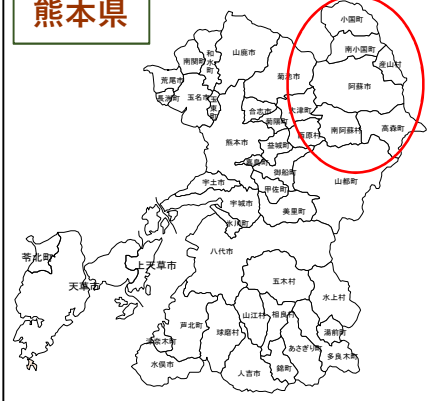 熊本県
小国町
南小国町
産山村
和水町
山鹿市
南関町
菊池市
荒尾市
阿蘇市
玉名市
長洲町
玉東町
合志市
大津町
菊陽町
西原村
南阿蘇村
高森町
熊本市
益城町
嘉島町
御船町
宇土市
甲佐町
山都町
宇城市
美里町
氷川町
八代市
苓北町
上天草市
天草市
五木村
水上村
芦北町
球磨村
山江村
相良村
湯前町
津奈木町
あさぎり町
多良木町
水俣市
人吉市
錦町